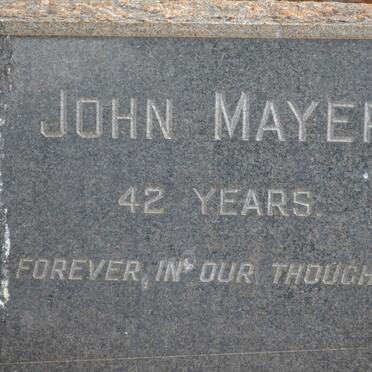 JOHN MAYER
42 YEARS.
FOREVER IN OUR THOUGH